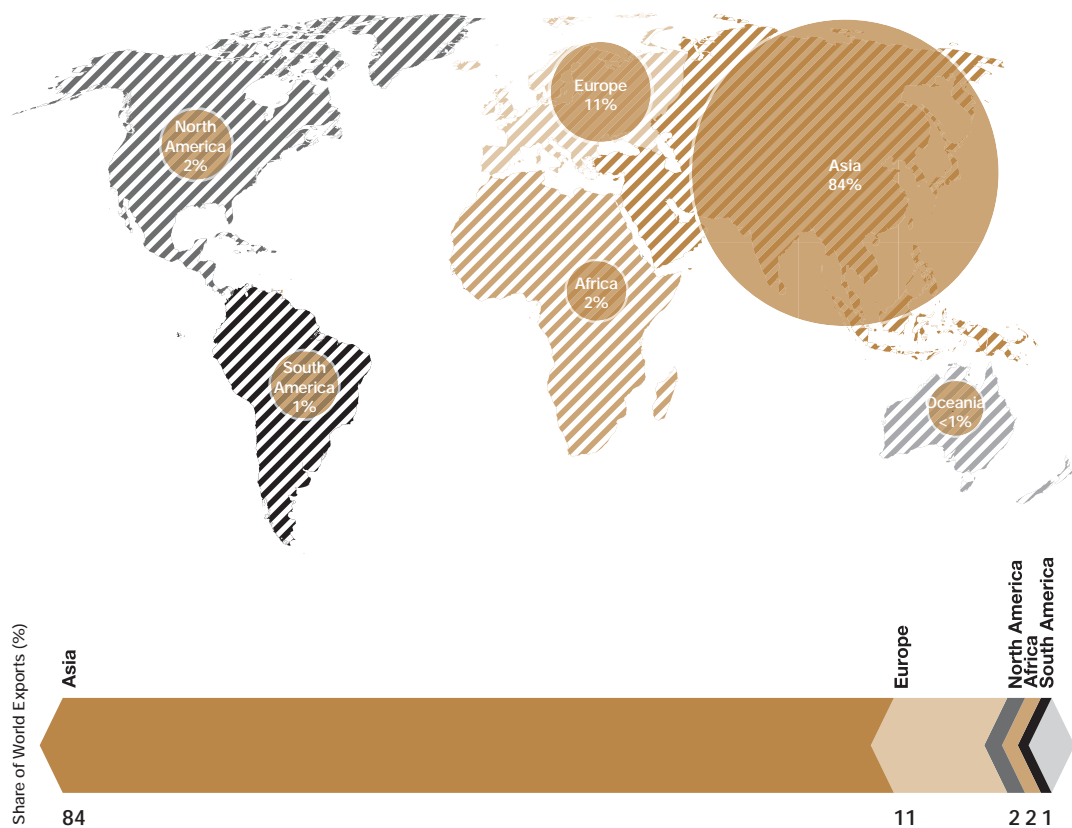 Europe
11%
North
America
2%
Asia
84%
Africa
2%
South
America
1%
Oceania
<1%
Share of World Exports (%)
Asia
Europe
North America
Africa
South America
84
11
2
2
1